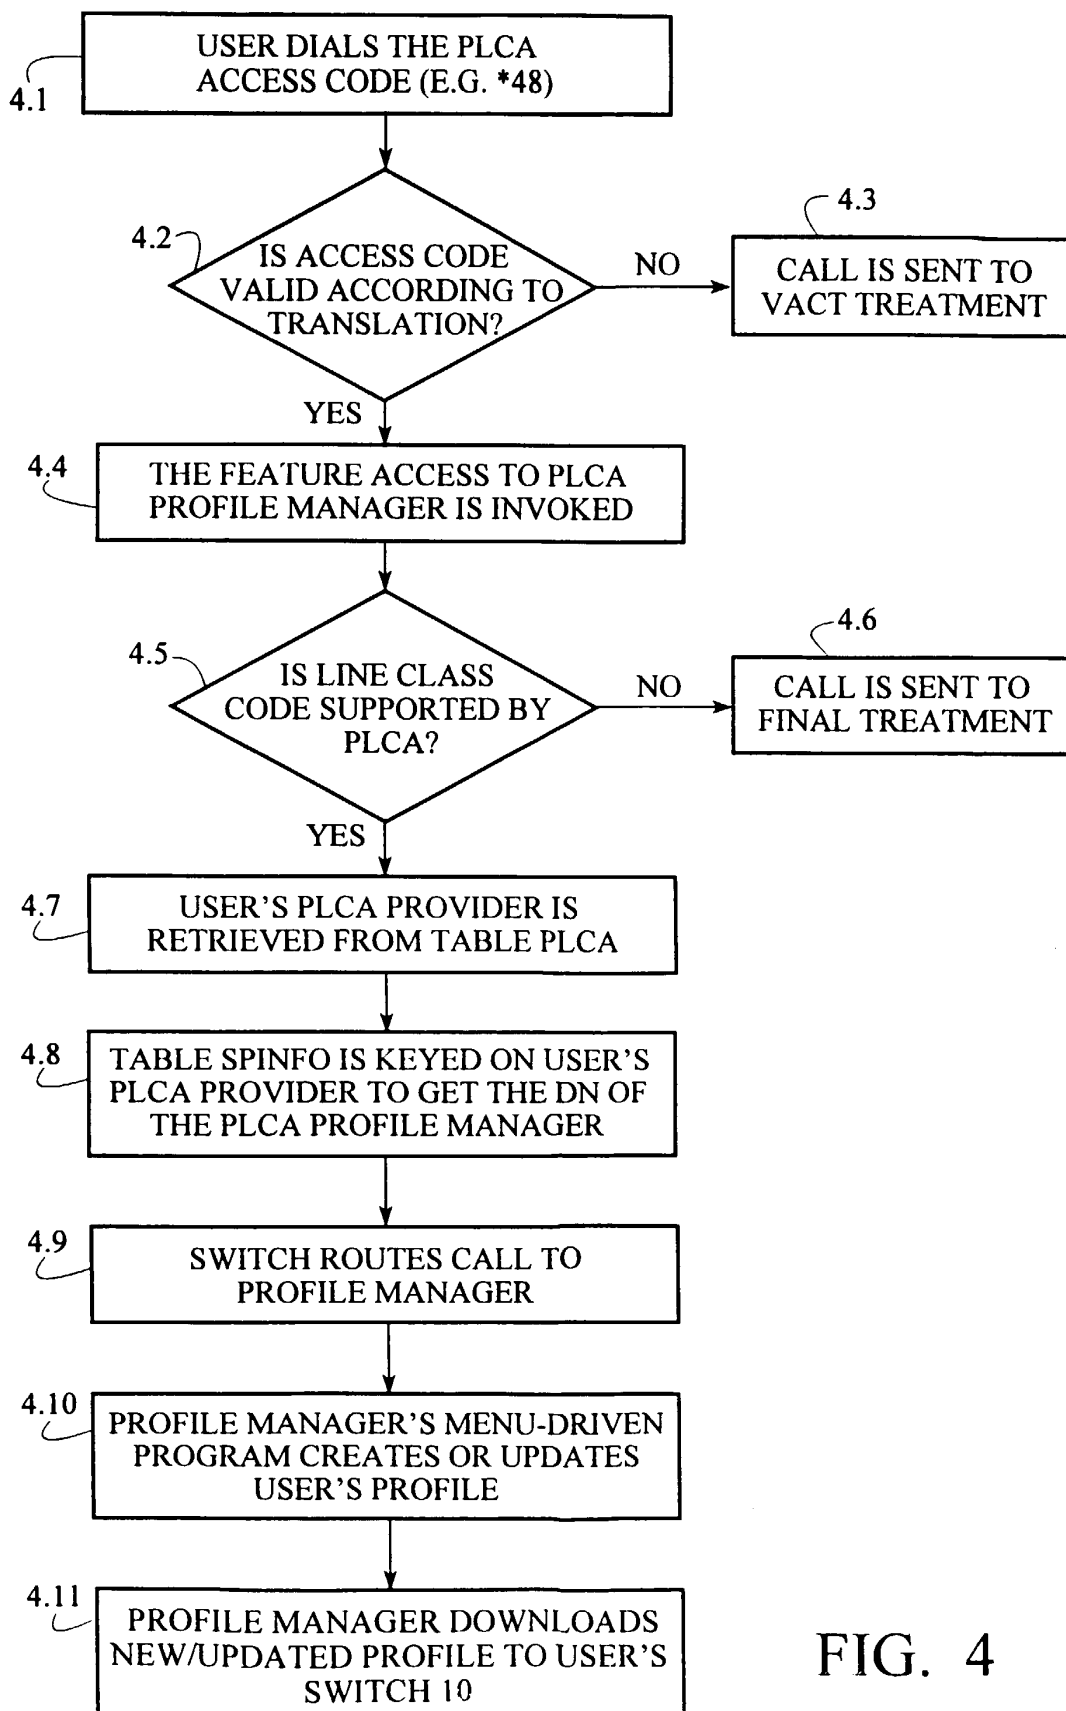 USER DIALS THE PLCA
ACCESS CODE (E.G. *48)
4.1
4.2
IS ACCESS CODE
VALID ACCORDING TO
TRANSLATION?
NO
4.3
CALL IS SENT TO
VACT TREATMENT
YES
4.4
THE FEATURE ACCESS TO PLCA
PROFILE MANAGER IS INVOKED
4.5
IS LINE CLASS
CODE SUPPORTED BY
PLCA?
NO
4.6
CALL IS SENT TO
FINAL TREATMENT
YES
4.7
USER'S PLCA PROVIDER IS
RETRIEVED FROM TABLE PLCA
4.8
TABLE SPINFO IS KEYED ON USER'S
PLCA PROVIDER TO GET THE DN OF
THE PLCA PROFILE MANAGER
4.9
SWITCH ROUTES CALL TO
PROFILE MANAGER
4.10
PROFILE MANAGER'S MENU-DRIVEN
PROGRAM CREATES OR UPDATES
USER'S PROFILE
4.11
PROFILE MANAGER DOWNLOADS
NEW/UPDATED PROFILE TO USER'S
SWITCH 10
FIG. 4